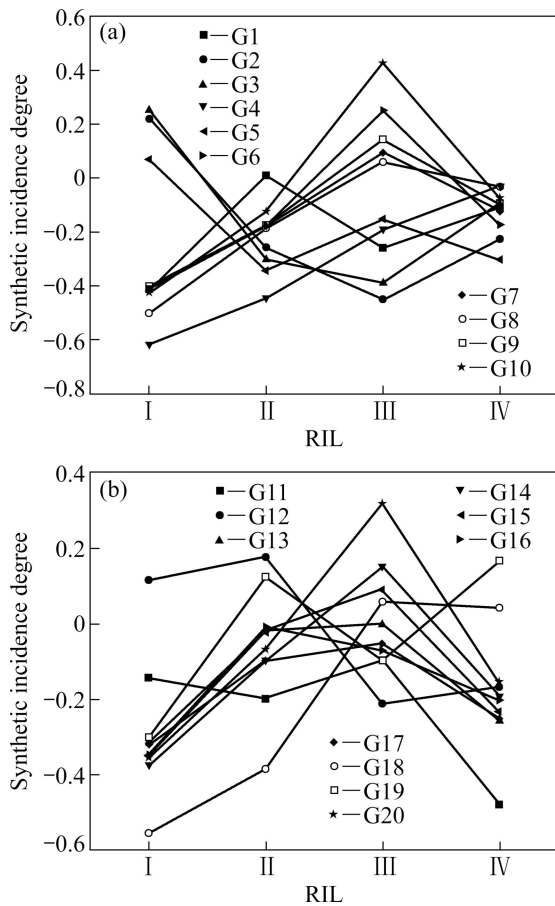 (a)
G1
G2
G3
G4
G5
G6
0.6
0.4
0.2
0
−0.2
−0.4
−0.6
−0.8
Synthetic incidence degree
G7
G8
G9
G10
I II III IV
RIL
(b)
G11
G12
G13
G14
G15
G16
0.4
0.2
0
−0.2
−0.4
−0.6
Synthetic incidence degree
G17
G18
G19
G20
I II III IV
RIL